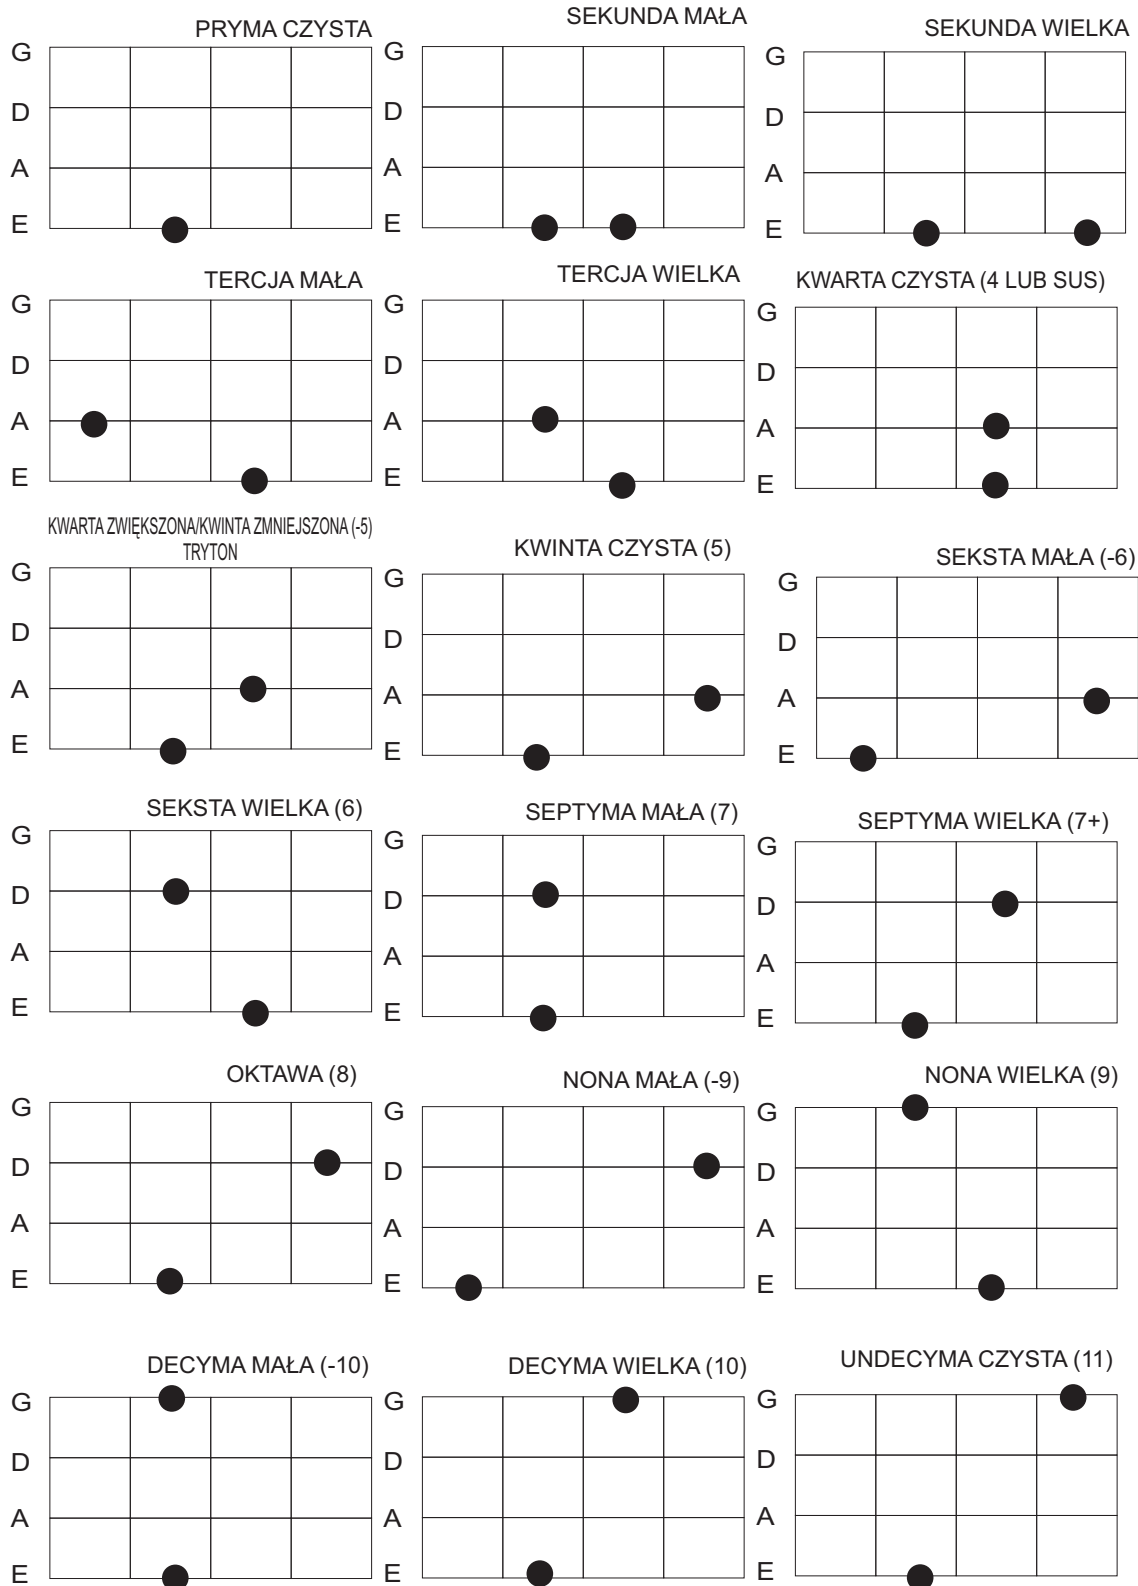 PRYMA CZYSTA
G
D
A
E
SEKUNDA MAŁA
G
D
A
E
SEKUNDA WIELKA
G
D
A
E
TERCJA MAŁA
G
D
A
E
TERCJA WIELKA
G
D
A
E
KWARTA CZYSTA (4 LUB SUS)
G
D
A
E
KWARTA ZWIĘKSZONA/KWINTA ZMNIEJSZONA (-5)
TRYTON
G
D
A
E
KWINTA CZYSTA (5)
G
D
A
E
SEKSTA MAŁA (-6)
G
D
A
E
SEKSTA WIELKA (6)
G
D
A
E
SEPTYMA MAŁA (7)
G
D
A
E
SEPTYMA WIELKA (7+)
G
D
A
E
OKTAWA (8)
G
D
A
E
NONA MAŁA (-9)
G
D
A
E
NONA WIELKA (9)
G
D
A
E
DECYMA MAŁA (-10)
G
D
A
E
DECYMA WIELKA (10)
G
D
A
E
UNDECYMA CZYSTA (11)
G
D
A
E